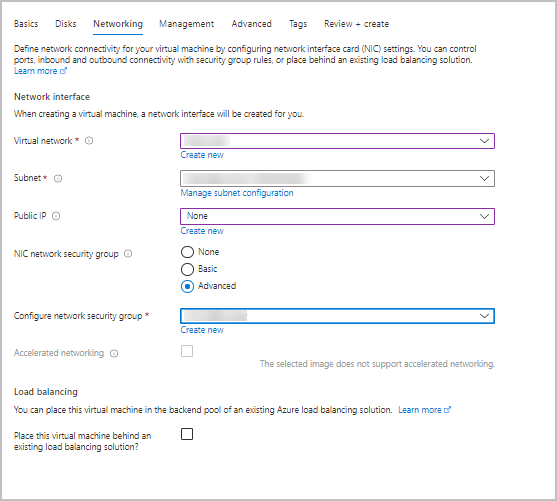 Basics Disks Networking Management Advanced Tags Review + create
Define network connectivity for your virtual machine by configuring network interface card (NIC) settings. You can control
ports, inbound and outbound connectivity with security group rules, or place behind an existing load balancing solution.
Learn more
Network interface
When creating a virtual machine, a network interface will be created for you.
Virtual network *
Create new
Subnet *
Manage subnet configuration
Public IP
None
Create new
NIC network security group
None
Basic
Advanced
Configure network security group *
Create new
Accelerated networking
The selected image does not support accelerated networking.
Load balancing
You can place this virtual machine in the backend pool of an existing Azure load balancing solution. Learn more
Place this virtual machine behind an
existing load balancing solution?